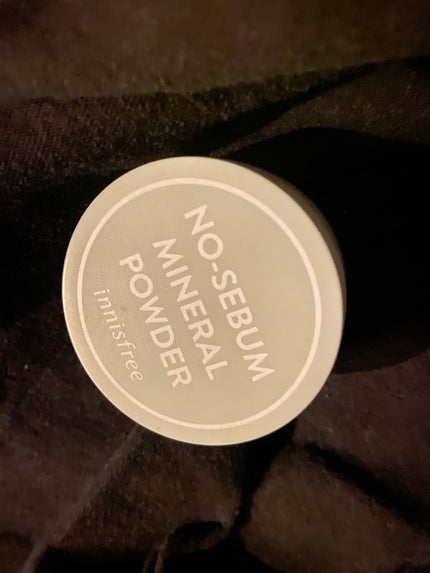 NO-SEBUM
MINERAL
POWDER
innisfree